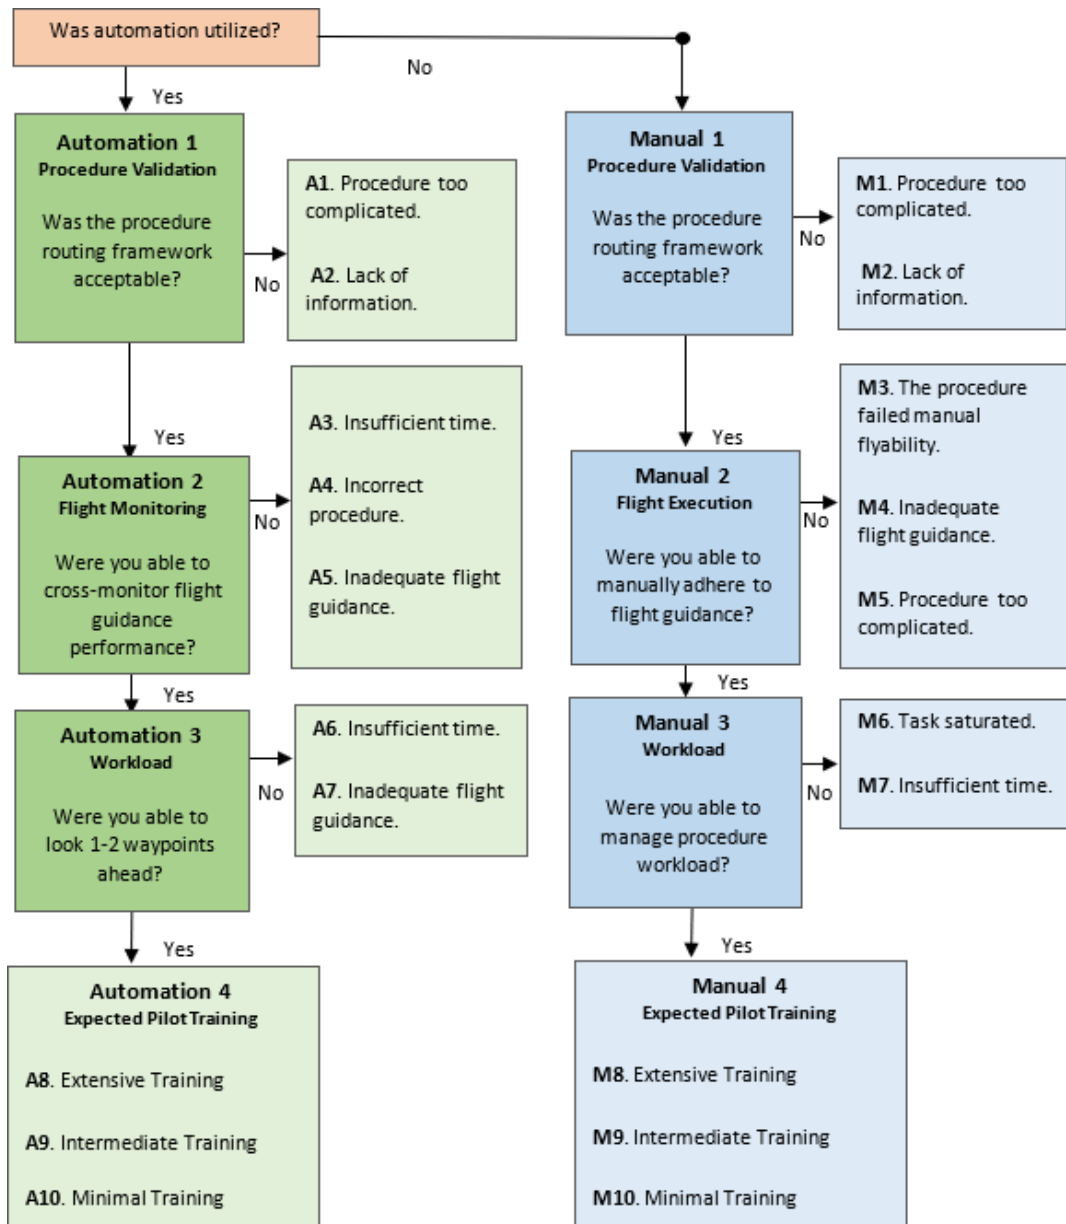 Was automation utilized?
No
Yes
Automation 1
Procedure Validation
Was the procedure
routing framework
acceptable?
No
A1. Procedure too
complicated.
A2. Lack of
information.
Manual 1
Procedure Validation
Was the procedure
routing framework
acceptable?
No
M1. Procedure too
complicated.
M2. Lack of
information.
Yes
Automation 2
Flight Monitoring
Were you able to
cross-monitor flight
guidance
performance?
No
A3. Insufficient time.
A4. Incorrect
procedure.
A5. Inadequate flight
guidance.
Yes
Manual 2
Flight Execution
Were you able to
manually adhere to
flight guidance?
No
M3. The procedure
failed manual
flyability.
M4. Inadequate
flight guidance.
M5. Procedure too
complicated.
Yes
Automation 3
Workload
Were you able to
look 1-2 waypoints
ahead?
No
A6. Insufficient time.
A7. Inadequate flight
guidance.
Yes
Manual 3
Workload
Were you able to
manage procedure
workload?
No
M6. Task saturated.
M7. Insufficient time.
Yes
Automation 4
Expected Pilot Training
A8. Extensive Training
A9. Intermediate Training
A10. Minimal Training
Yes
Manual 4
Expected Pilot Training
M8. Extensive Training
M9. Intermediate Training
M10. Minimal Training